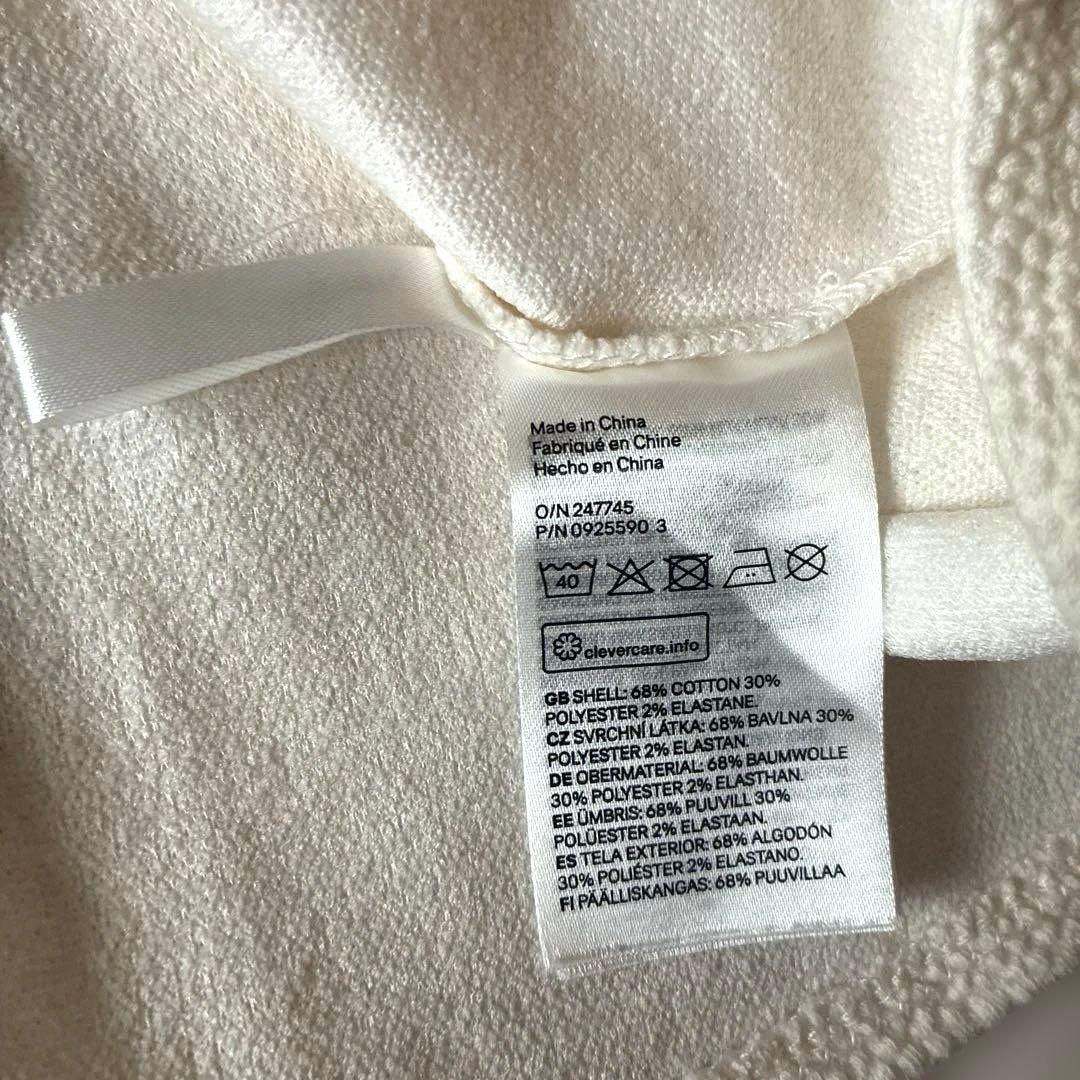 Made in China
Fabriqué en Chine
Hecho en China
O/N 247745
P/N 0925590 3
40
clevercare.info
GB SHELL: 68% COTTON 30%
POLYESTER 2% ELASTANE.
CZ SVRCHNÍ LÁTKA: 68% BAVLNA 30%
POLYESTER 2% ELASTAN.
DE OBERMATERIAL: 68% BAUMWOLLE
30% POLYESTER 2% ELASTHAN.
EE ÜMBRIS: 68% PUUVILL 30%
POLÜESTER 2% ELASTAAN.
ES TELA EXTERIOR: 68% ALGODÓN
30% POLIÉSTER 2% ELASTANO.
FI PÄÄLLISKANGAS: 68% PUUVILLAA